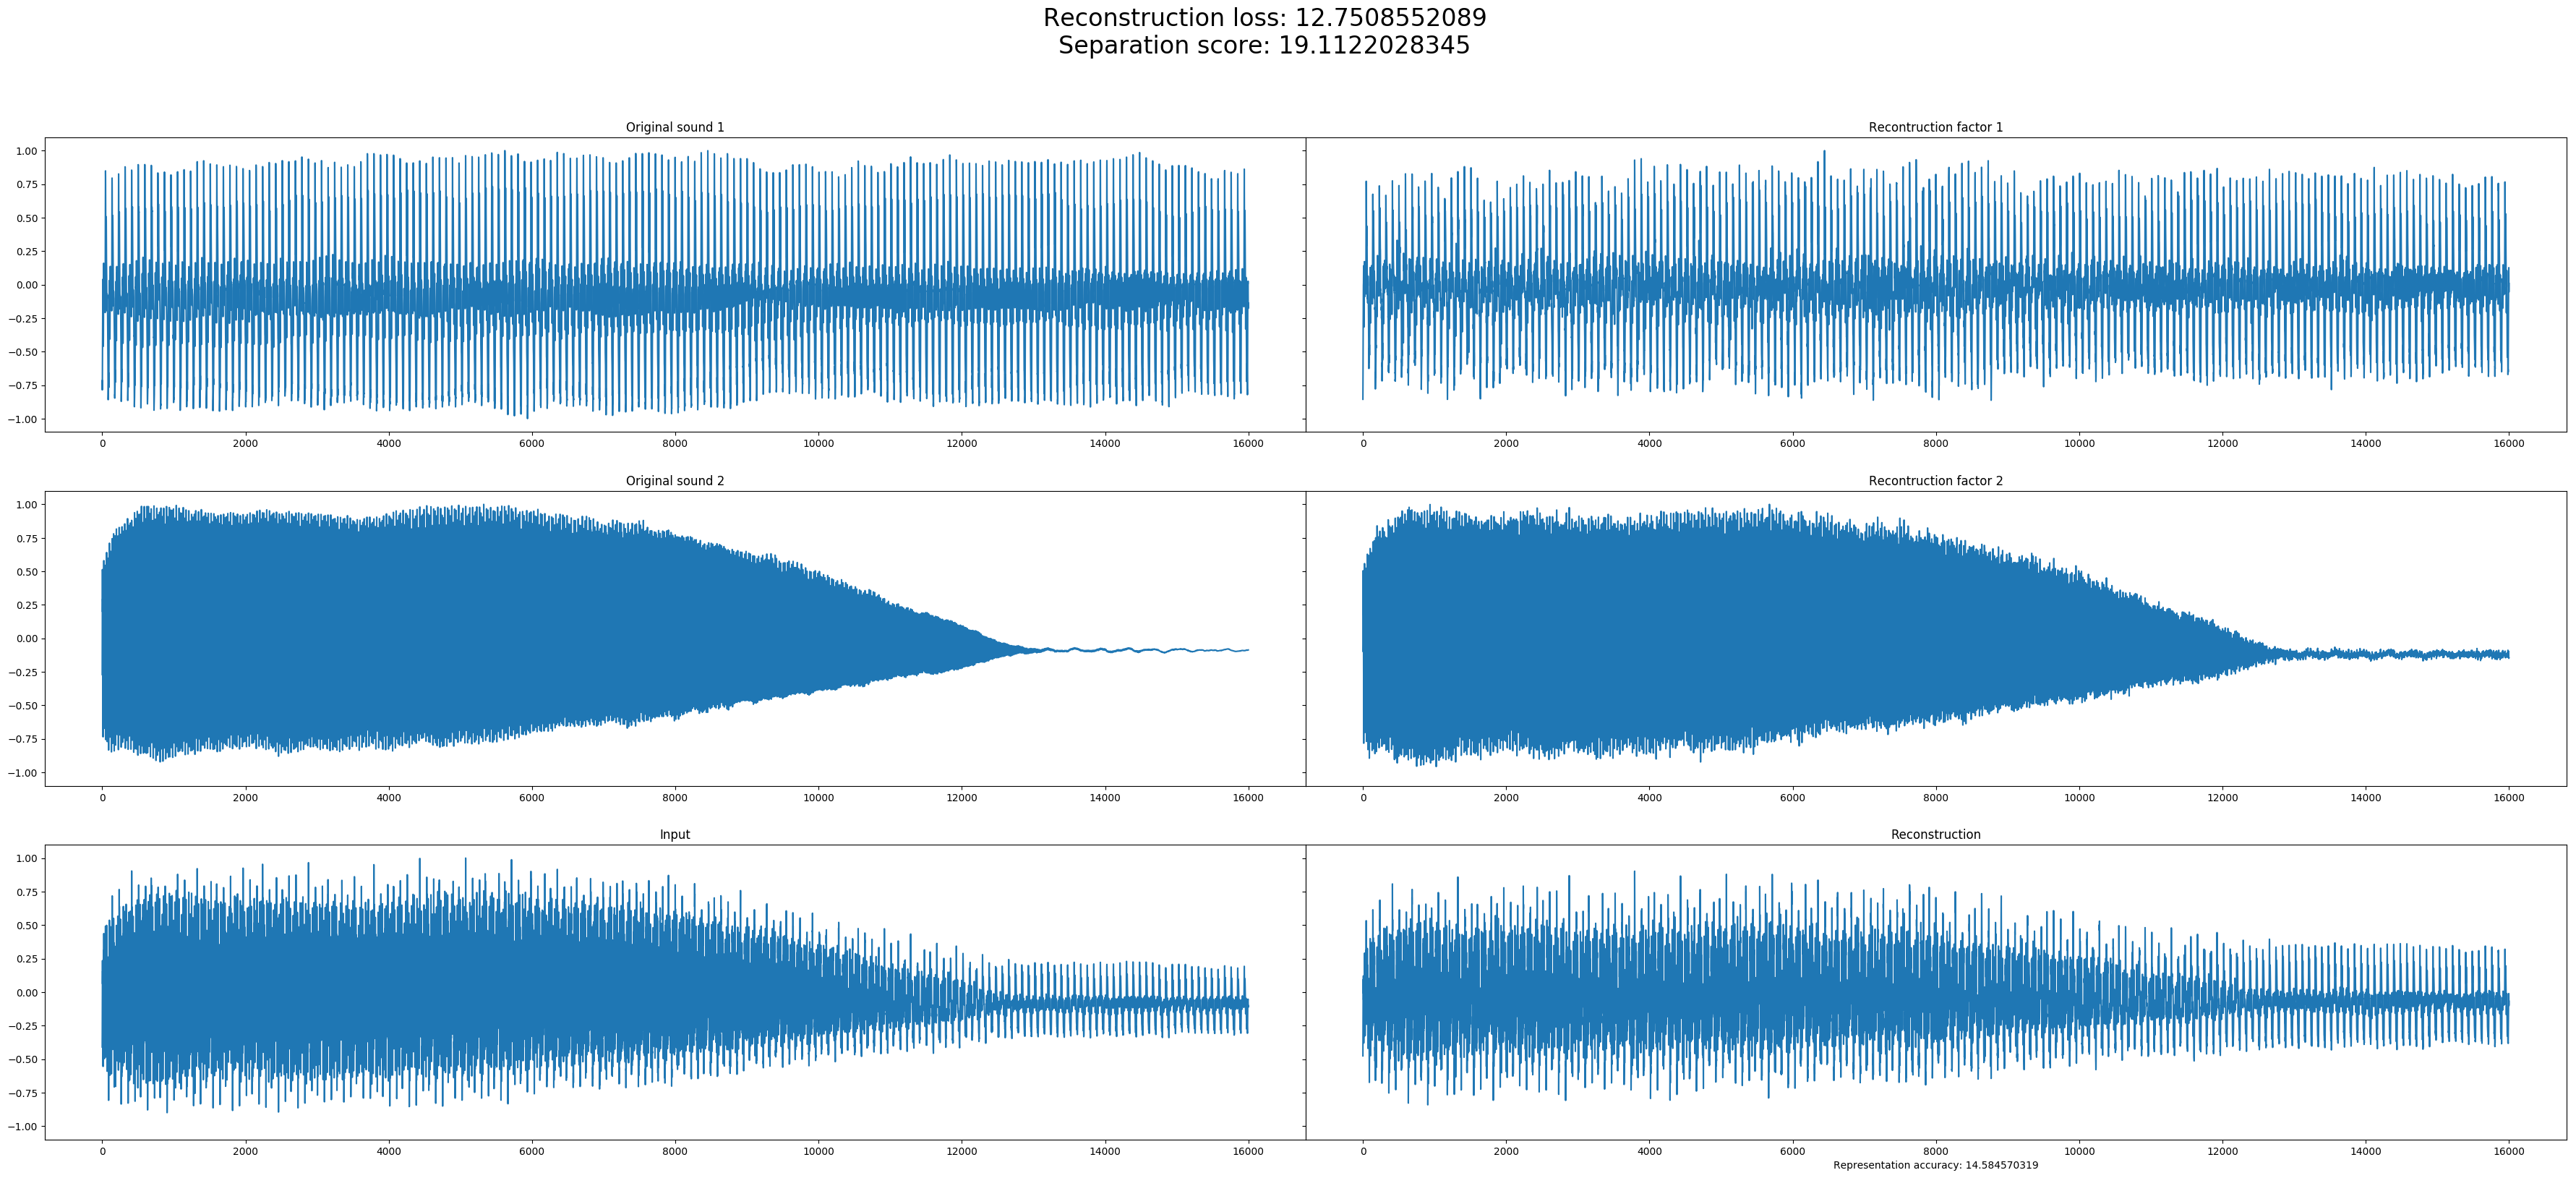 Reconstruction loss: 12.7508552089
Separation score: 19.1122028345
Original sound 1
Recontruction factor 1
1.00
0.75
0.50
0.25
0.00
−0.25
−0.50
−0.75
−1.00
0 2000 4000 6000 8000 10000 12000 14000 16000
0 2000 4000 6000 8000 10000 12000 14000 16000
Original sound 2
Recontruction factor 2
1.00
0.75
0.50
0.25
0.00
−0.25
−0.50
−0.75
−1.00
0 2000 4000 6000 8000 10000 12000 14000 16000
0 2000 4000 6000 8000 10000 12000 14000 16000
Input
Reconstruction
1.00
0.75
0.50
0.25
0.00
−0.25
−0.50
−0.75
−1.00
0 2000 4000 6000 8000 10000 12000 14000 16000
0 2000 4000 6000 8000 10000 12000 14000 16000
Representation accuracy: 14.584570319